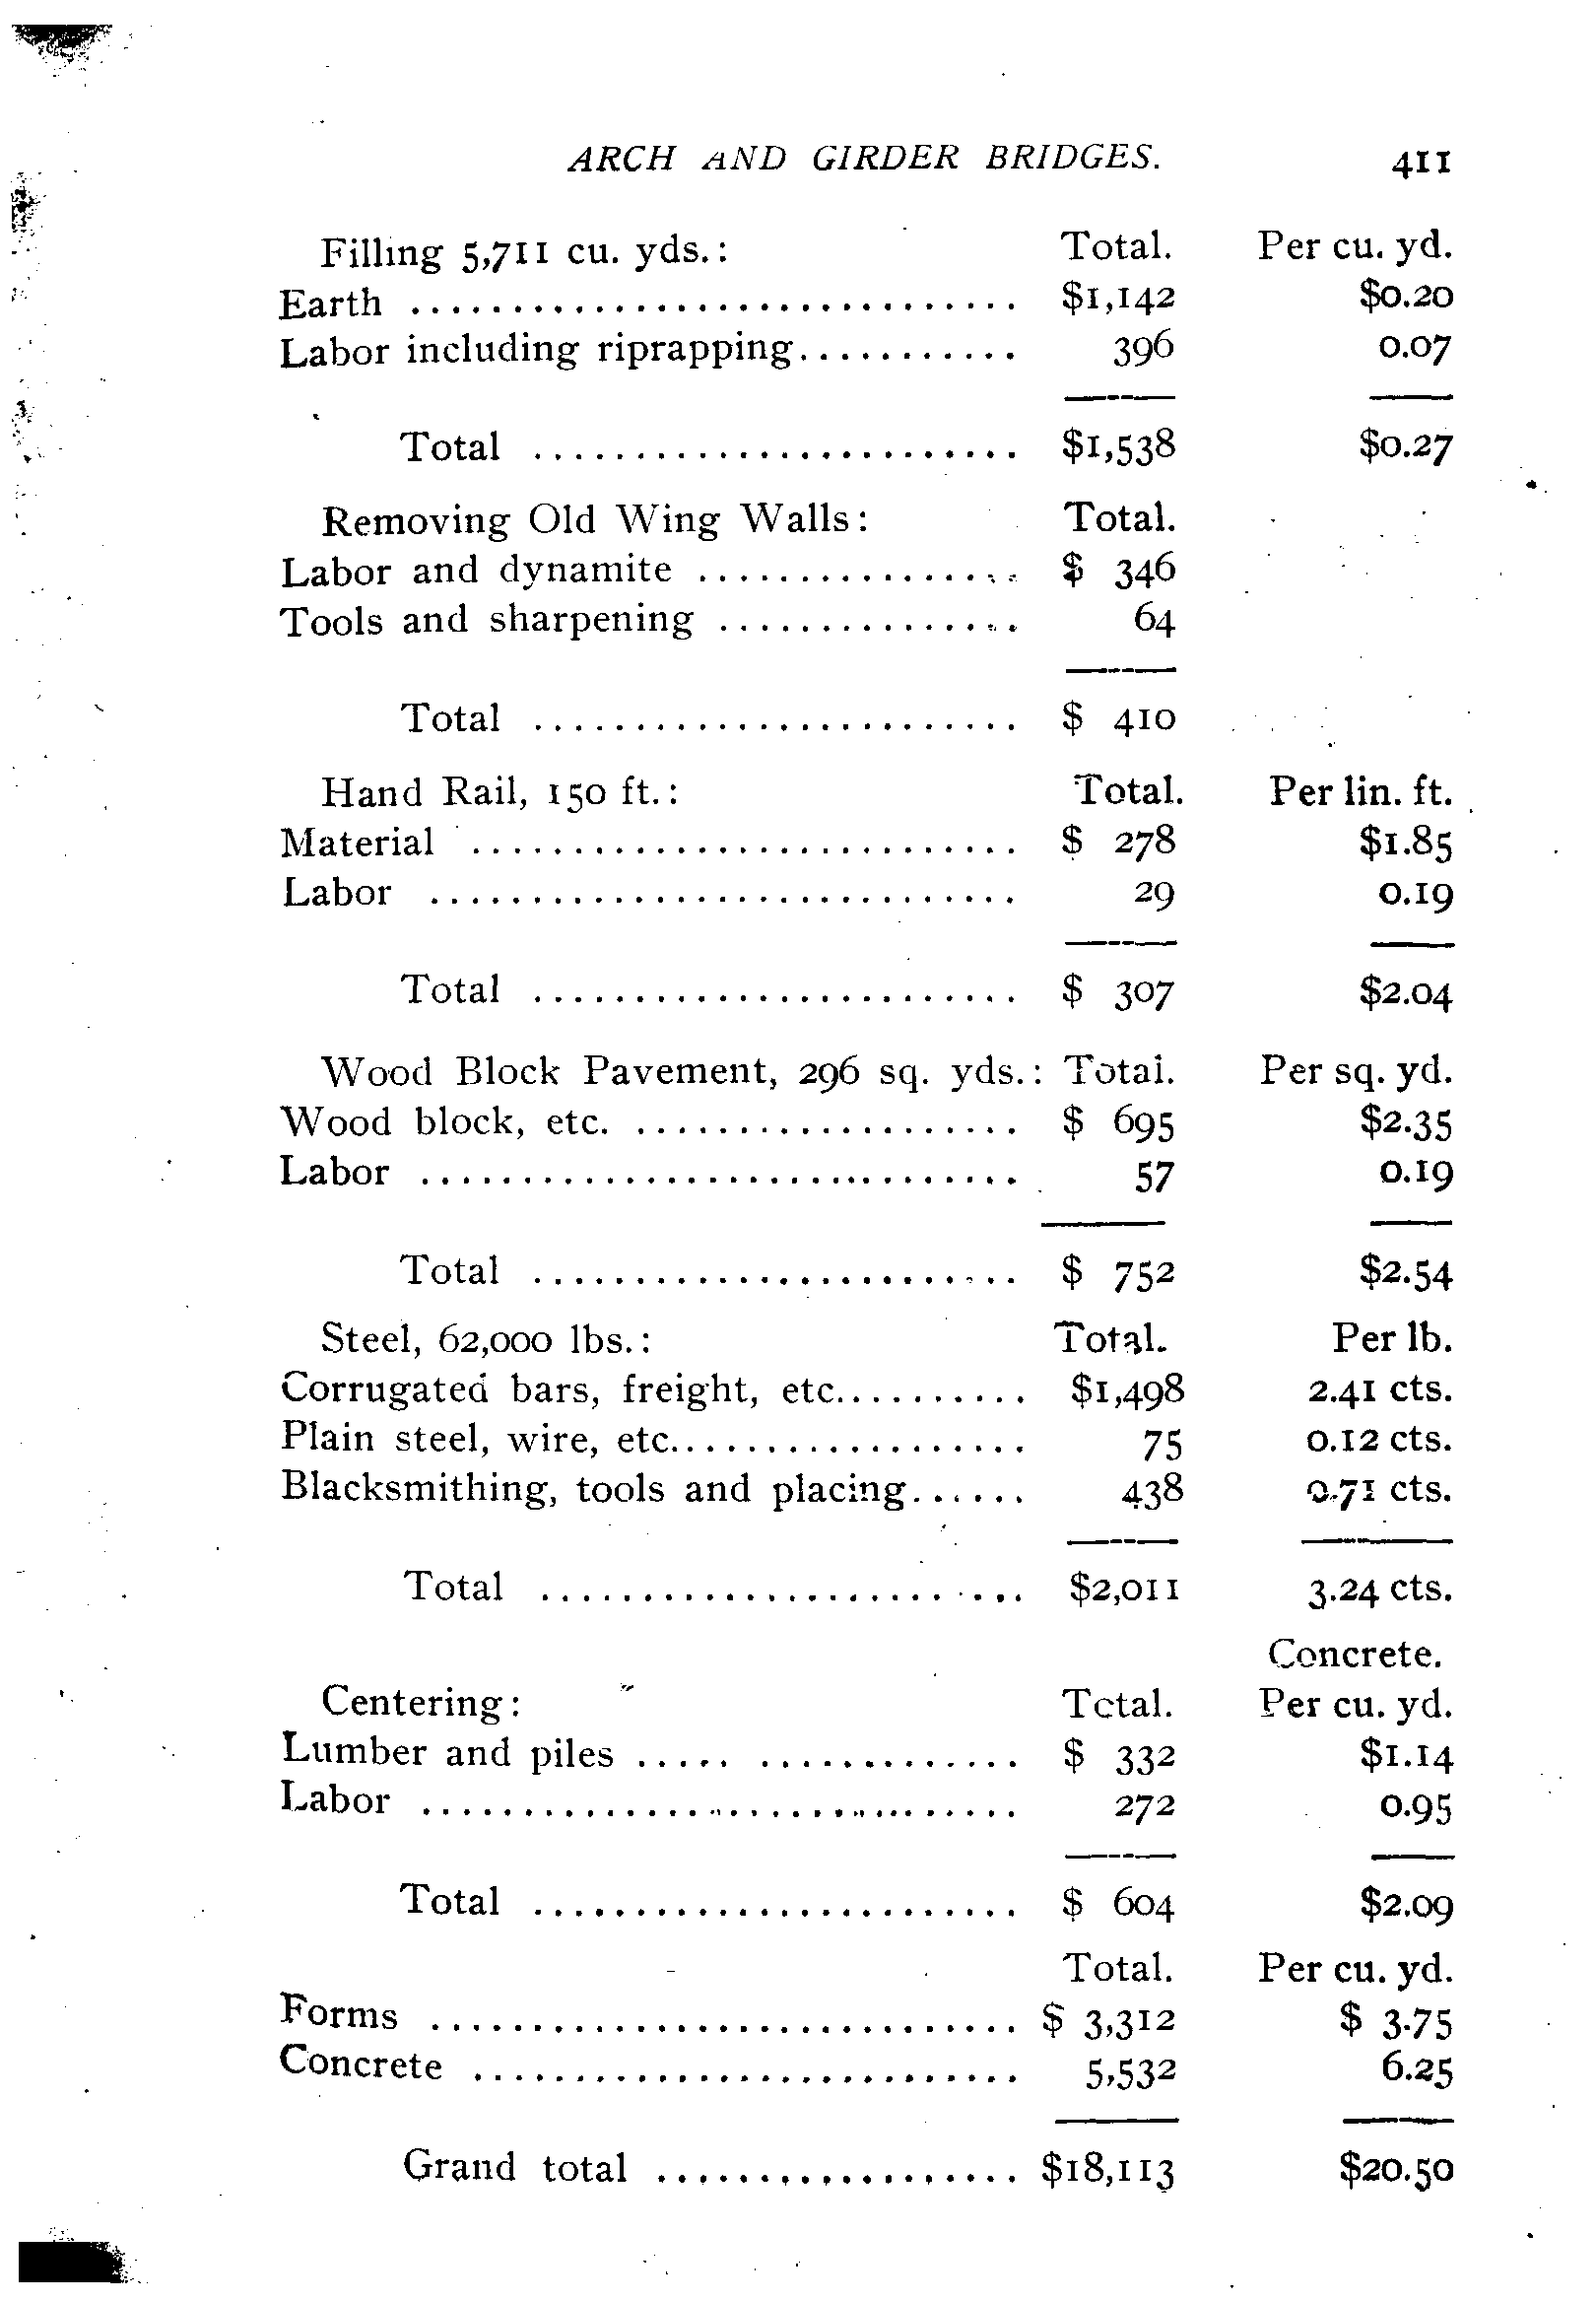 ARCH AND GIRDER BRIDGES. 411
Filling 5,711 cu. yds.: Total. Per cu. yd.
Earth .............................. $1,142 $0.20
Labor including riprapping........... 396 0.07
Total ........................ $1,538 $0.27
Removing Old Wing Walls: Total.
Labor and dynamite ................ $ 346
Tools and sharpening ............... 64
Total ........................ $ 410
Hand Rail, 150 ft.: Total. Per lin. ft.
Material ........................... $ 278 $1.85
Labor ............................. 29 0.19
Total ........................ $ 307 $2.04
Wood Block Pavement, 296 sq. yds.: Total. Per sq. yd.
Wood block, etc. ................... $ 695 $2.35
Labor .............................. 57 0.19
Total ........................ $ 752 $2.54
Steel, 62,000 lbs.: Total. Per lb.
Corrugated bars, freight, etc.......... $1,498 2.41 cts.
Plain steel, wire, etc.................. 75 0.12 cts.
Blacksmithing, tools and placing...... 438 0.71 cts.
Total ........................ $2,011 3.24 cts.
Concrete.
Centering: Total. Per cu. yd.
Lumber and piles .................. $ 332 $1.14
Labor .............................. 272 0.95
Total ........................ $ 604 $2.09
Total. Per cu. yd.
Forms ............................. $ 3,312 $ 3.75
Concrete ........................... 5,532 6.25
Grand total .................. $18,113 $20.50